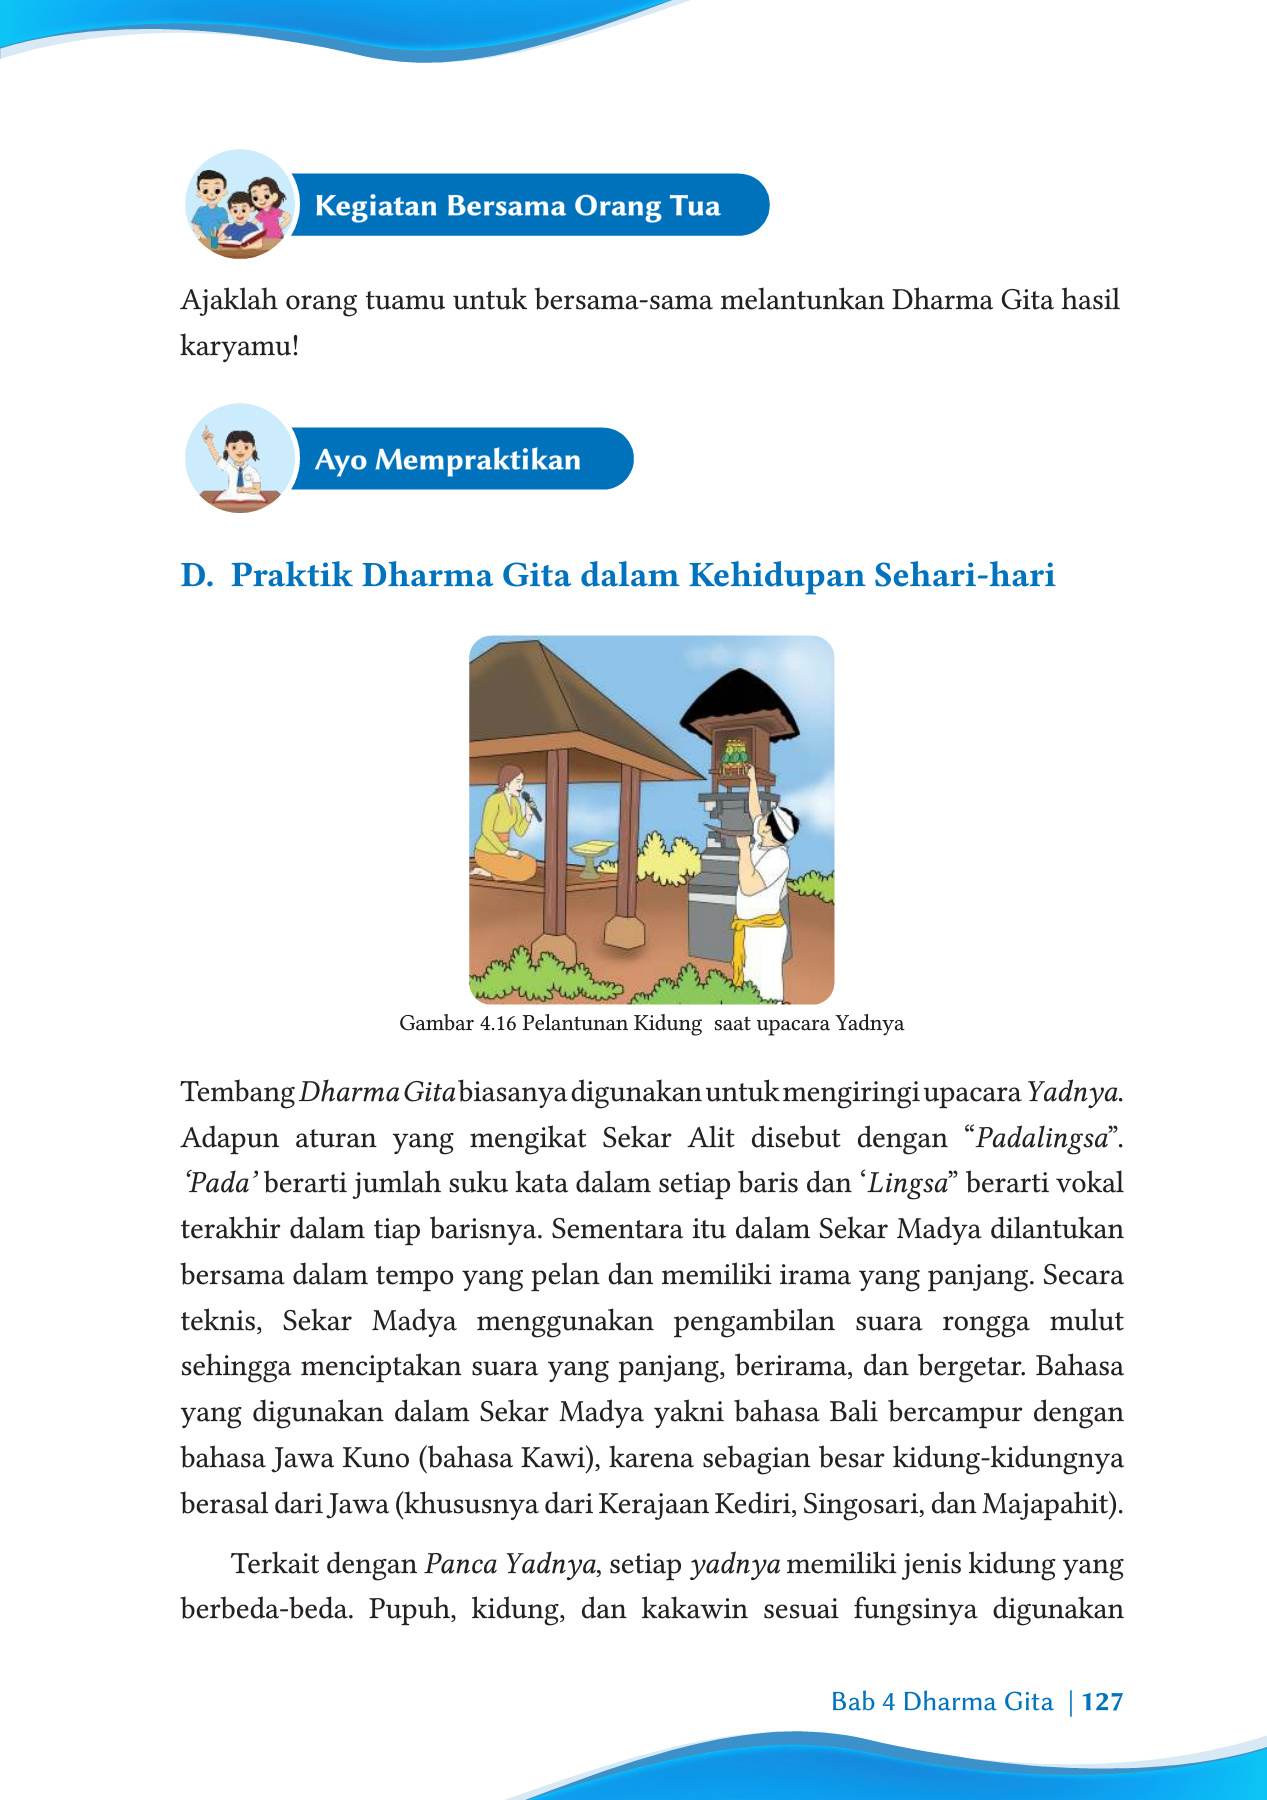 Kegiatan Bersama Orang Tua
Ajaklah orang tuamu untuk bersama-sama melantunkan Dharma Gita hasil
karyamu!
Ayo Mempraktikan
D. Praktik Dharma Gita dalam Kehidupan Sehari-hari
Gambar 4.16 Pelantunan Kidung saat upacara Yadnya
Tembang Dharma Gita biasanya digunakan untuk mengiringi upacara Yadnya.
Adapun aturan yang mengikat Sekar Alit disebut dengan “Padalingsa”.
‘Pada’ berarti jumlah suku kata dalam setiap baris dan ‘Lingsa” berarti vokal
terakhir dalam tiap barisnya. Sementara itu dalam Sekar Madya dilantukan
bersama dalam tempo yang pelan dan memiliki irama yang panjang. Secara
teknis, Sekar Madya menggunakan pengambilan suara rongga mulut
sehingga menciptakan suara yang panjang, berirama, dan bergetar. Bahasa
yang digunakan dalam Sekar Madya yakni bahasa Bali bercampur dengan
bahasa Jawa Kuno (bahasa Kawi), karena sebagian besar kidung-kidungnya
berasal dari Jawa (khususnya dari Kerajaan Kediri, Singosari, dan Majapahit).
Terkait dengan Panca Yadnya, setiap yadnya memiliki jenis kidung yang
berbeda-beda. Pupuh, kidung, dan kakawin sesuai fungsinya digunakan
Bab 4 Dharma Gita | 127